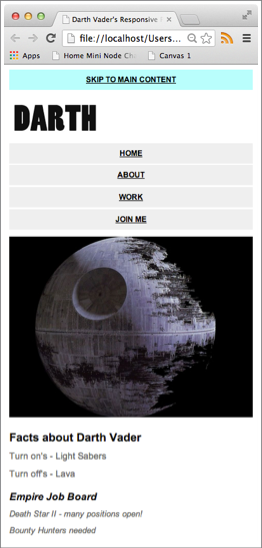 Darth Vader's Responsive
file://localhost/Users...
Apps Home Mini Node Ch Canvas 1
SKIP TO MAIN CONTENT
DARTH
HOME
ABOUT
WORK
JOIN ME
Facts about Darth Vader
Turn on's - Light Sabers
Turn off's - Lava
Empire Job Board
Death Star II - many positions open!
Bounty Hunters needed